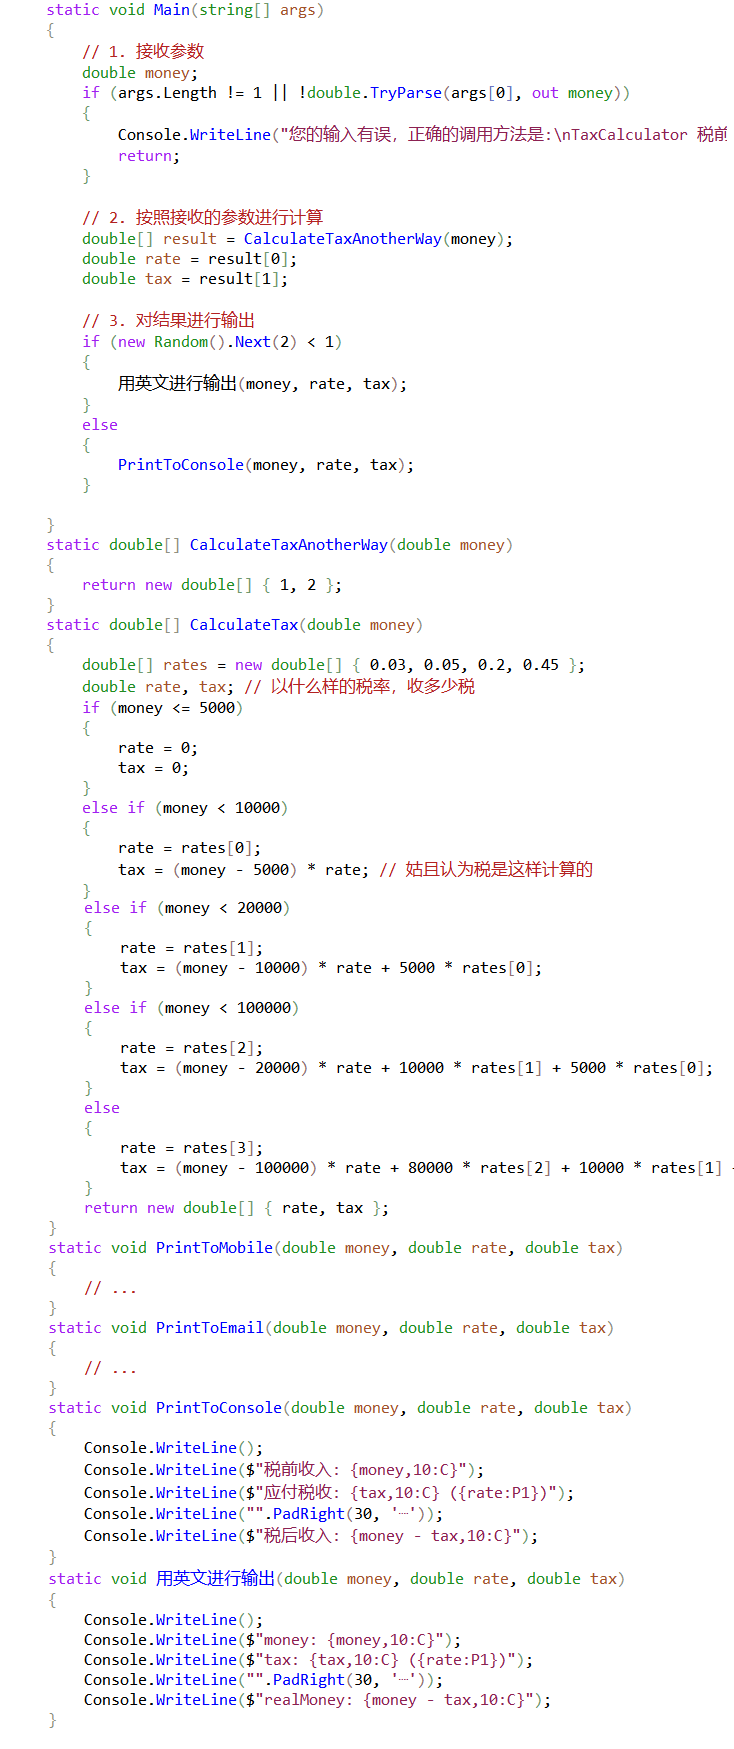 static void Main(string[] args)
{
// 1. 接收参数
double money;
if (args.Length != 1 || !double.TryParse(args[0], out money))
{
Console.WriteLine("您的输入有误，正确的调用方法是:\nTaxCalculator 税前
return;
}
// 2. 按照接收的参数进行计算
double[] result = CalculateTaxAnotherWay(money);
double rate = result[0];
double tax = result[1];
// 3. 对结果进行输出
if (new Random().Next(2) < 1)
{
用英文进行输出(money, rate, tax);
}
else
{
PrintToConsole(money, rate, tax);
}
}
static double[] CalculateTaxAnotherWay(double money)
{
return new double[] { 1, 2 };
}
static double[] CalculateTax(double money)
{
double[] rates = new double[] { 0.03, 0.05, 0.2, 0.45 };
double rate, tax; // 以什么样的税率，收多少税
if (money <= 5000)
{
rate = 0;
tax = 0;
}
else if (money < 10000)
{
rate = rates[0];
tax = (money - 5000) * rate; // 姑且认为税是这样计算的
}
else if (money < 20000)
{
rate = rates[1];
tax = (money - 10000) * rate + 5000 * rates[0];
}
else if (money < 100000)
{
rate = rates[2];
tax = (money - 20000) * rate + 10000 * rates[1] + 5000 * rates[0];
}
else
{
rate = rates[3];
tax = (money - 100000) * rate + 80000 * rates[2] + 10000 * rates[1]
}
return new double[] { rate, tax };
}
static void PrintToMobile(double money, double rate, double tax)
{
// ...
}
static void PrintToEmail(double money, double rate, double tax)
{
// ...
}
static void PrintToConsole(double money, double rate, double tax)
{
Console.WriteLine();
Console.WriteLine($"税前收入: {money,10:C}");
Console.WriteLine($"应付税收: {tax,10:C} ({rate:P1})");
Console.WriteLine("".PadRight(30, '┄'));
Console.WriteLine($"税后收入: {money - tax,10:C}");
}
static void 用英文进行输出(double money, double rate, double tax)
{
Console.WriteLine();
Console.WriteLine($"money: {money,10:C}");
Console.WriteLine($"tax: {tax,10:C} ({rate:P1})");
Console.WriteLine("".PadRight(30, '┄'));
Console.WriteLine($"realMoney: {money - tax,10:C}");
}